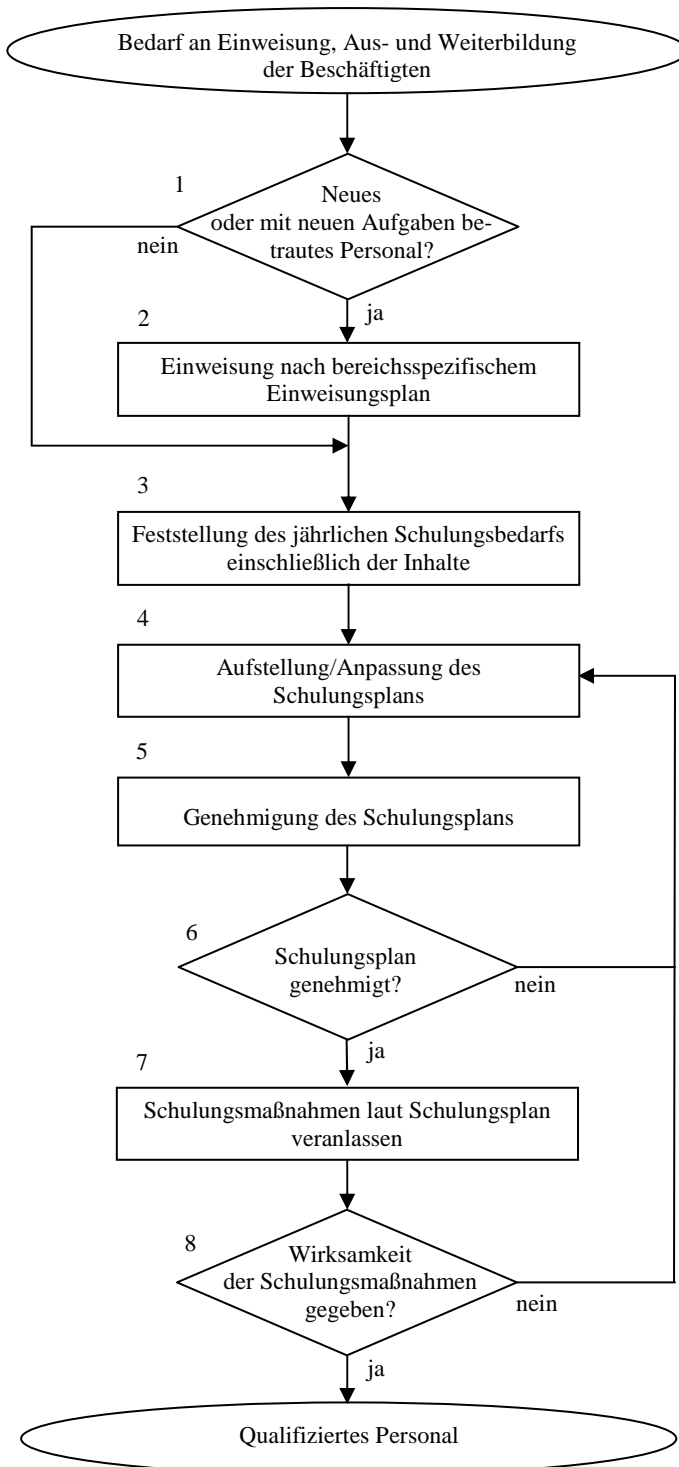 Bedarf an Einweisung, Aus- und Weiterbildung
der Beschäftigten
1
Neues
oder mit neuen Aufgaben be-
trautes Personal?
nein
ja
2
Einweisung nach bereichsspezifischem
Einweisungsplan
3
Feststellung des jährlichen Schulungsbedarfs
einschließlich der Inhalte
4
Aufstellung/Anpassung des
Schulungsplans
5
Genehmigung des Schulungsplans
6
Schulungsplan
genehmigt?
nein
ja
7
Schulungsmaßnahmen laut Schulungsplan
veranlassen
8
Wirksamkeit
der Schulungsmaßnahmen
gegeben?
nein
ja
Qualifiziertes Personal